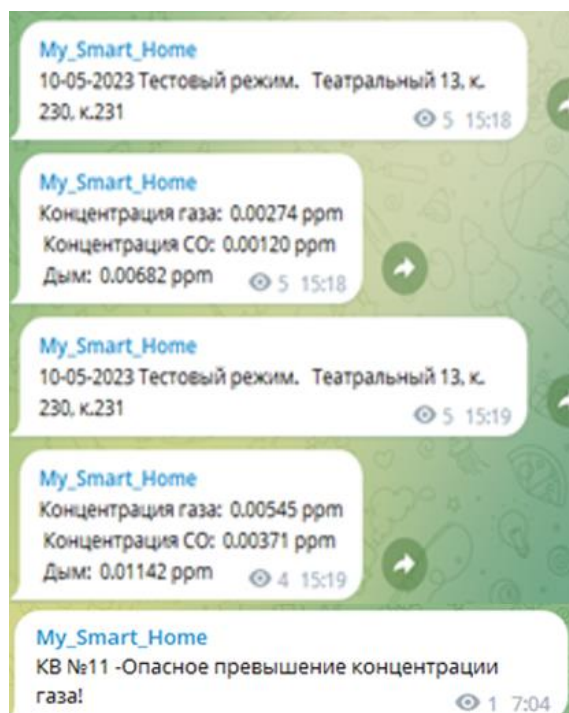 My_Smart_Home
10-05-2023 Тестовый режим. Театральный 13, к.
230, к.231
5 15:18
My_Smart_Home
Концентрация газа: 0.00274 ppm
Концентрация CO: 0.00120 ppm
Дым: 0.00682 ppm 5 15:18
My_Smart_Home
10-05-2023 Тестовый режим. Театральный 13, к.
230, к.231
5 15:19
My_Smart_Home
Концентрация газа: 0.00545 ppm
Концентрация CO: 0.00371 ppm
Дым: 0.01142 ppm 4 15:19
My_Smart_Home
КВ №11 -Опасное превышение концентрации
газа! 1 7:04